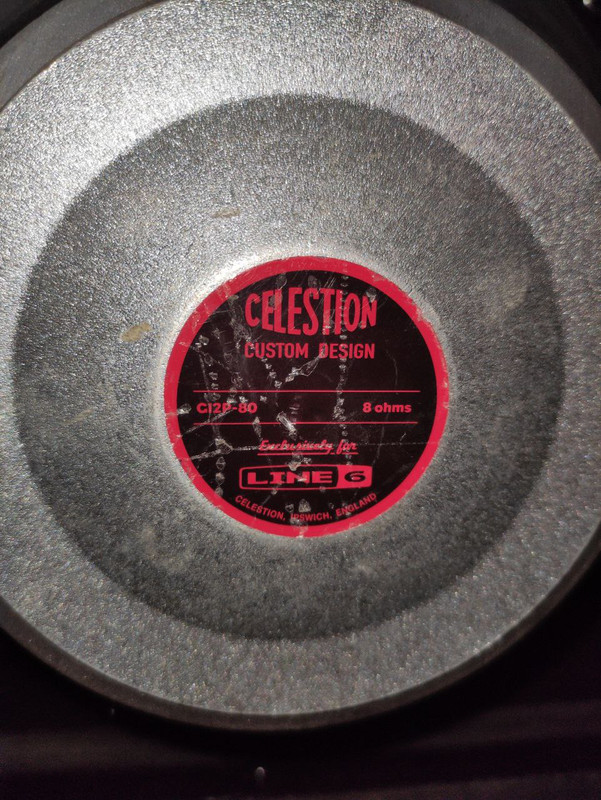 CELESTION
CUSTOM DESIGN
C12P-80 8 ohms
Exclusively for
LINE 6
CELESTION, IPSWICH, ENGLAND